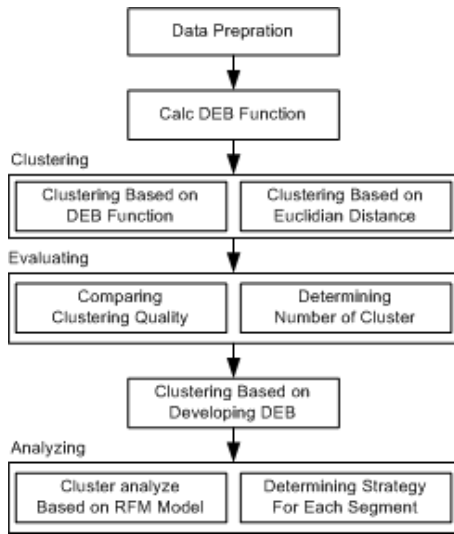 Data Prepration
Calc DEB Function
Clustering
Clustering Based on
DEB Function
Clustering Based on
Euclidian Distance
Evaluating
Comparing
Clustering Quality
Determining
Number of Cluster
Clustering Based on
Developing DEB
Analyzing
Cluster analyze
Based on RFM Model
Determining Strategy
For Each Segment